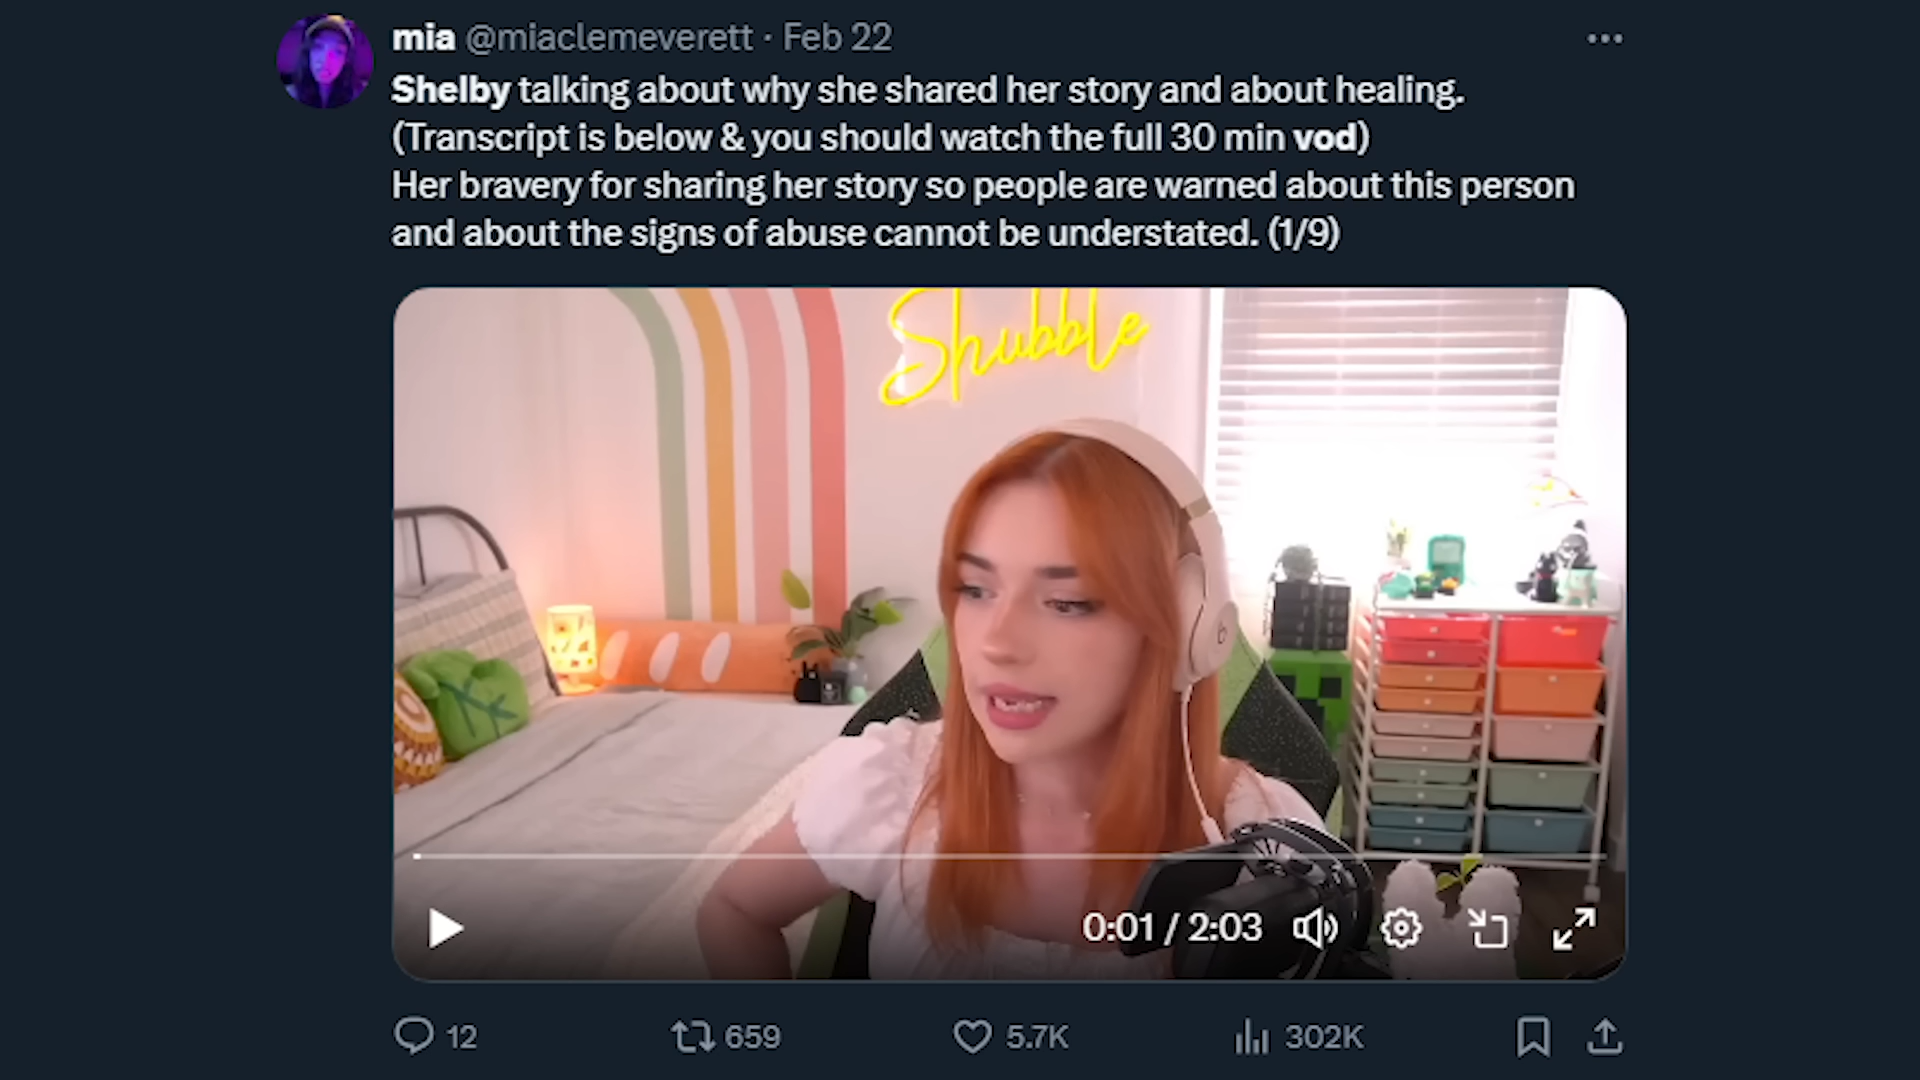 mia @miaclemeverett · Feb 22
Shelby talking about why she shared her story and about healing.
(Transcript is below & you should watch the full 30 min vod)
Her bravery for sharing her story so people are warned about this person
and about the signs of abuse cannot be understated. (1/9)
Shubble
0:01 / 2:03
12
659
5.7K
302K